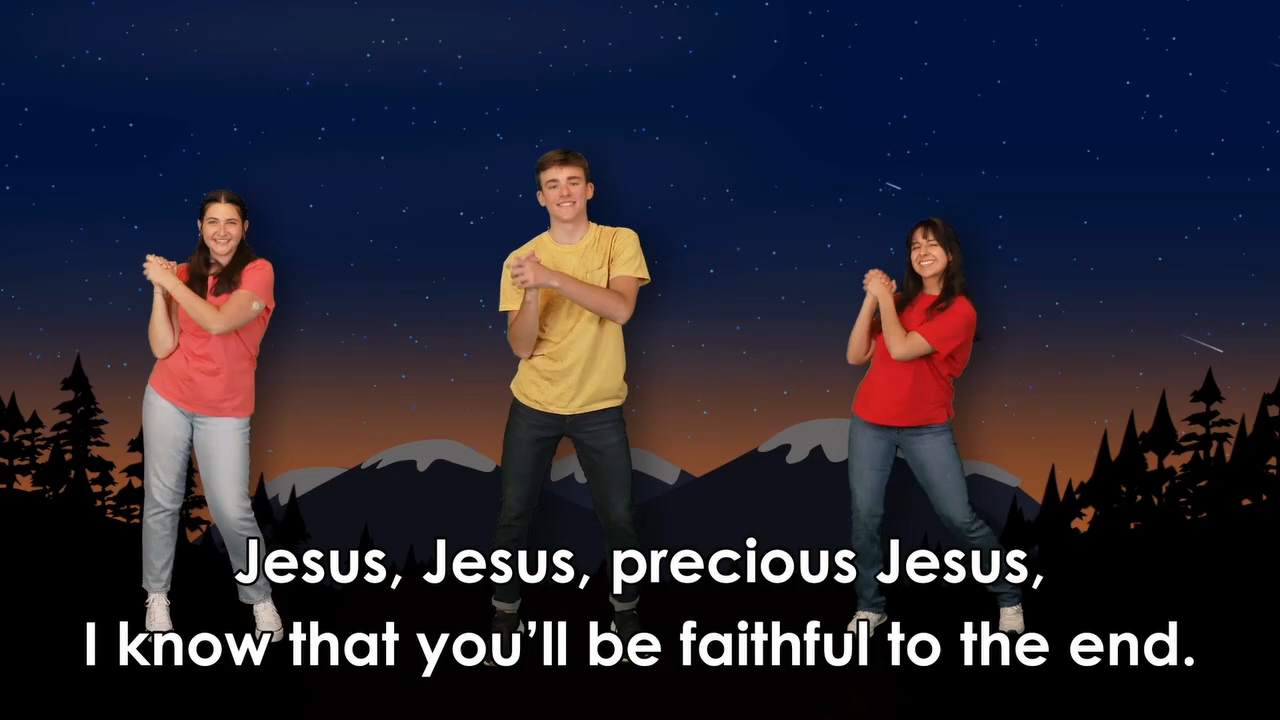 Jesus, Jesus, precious Jesus,
I know that you’ll be faithful to the end.